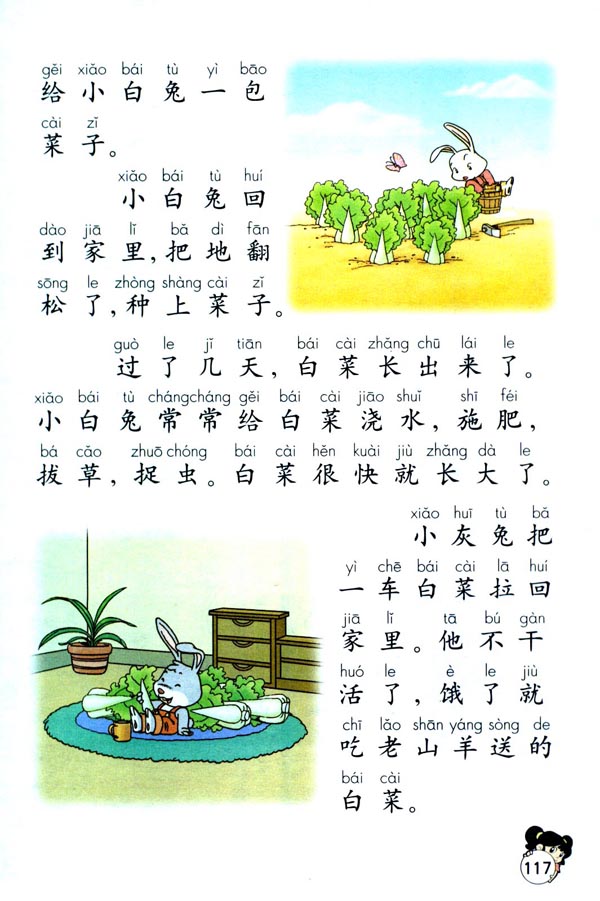 gěi xiǎo bái tù yì bāo
给小白兔一包
cài zǐ
菜子。
xiǎo bái tù huí
小白兔回
dào jiā lǐ bǎ dì fān
到家里,把地翻
sōng le zhòng shàng cài zǐ
松了,种上菜子。
guò le jǐ tiān bái cài zhǎng chū lái le
过了几天,白菜长出来了。
xiǎo bái tù chángcháng gěi bái cài jiāo shuǐ shī féi
小白兔常常给白菜浇水,施肥,
bá cǎo zhuō chóng bái cài hěn kuài jiù zhǎng dà le
拔草,捉虫。白菜很快就长大了。
xiǎo huī tù bǎ
小灰兔把
yì chē bái cài lā huí
一车白菜拉回
jiā lǐ tā bú gàn
家里。他不干
huó le è le jiù
活了,饿了就
chī lǎo shān yáng sòng de
吃老山羊送的
bái cài
白菜。
117